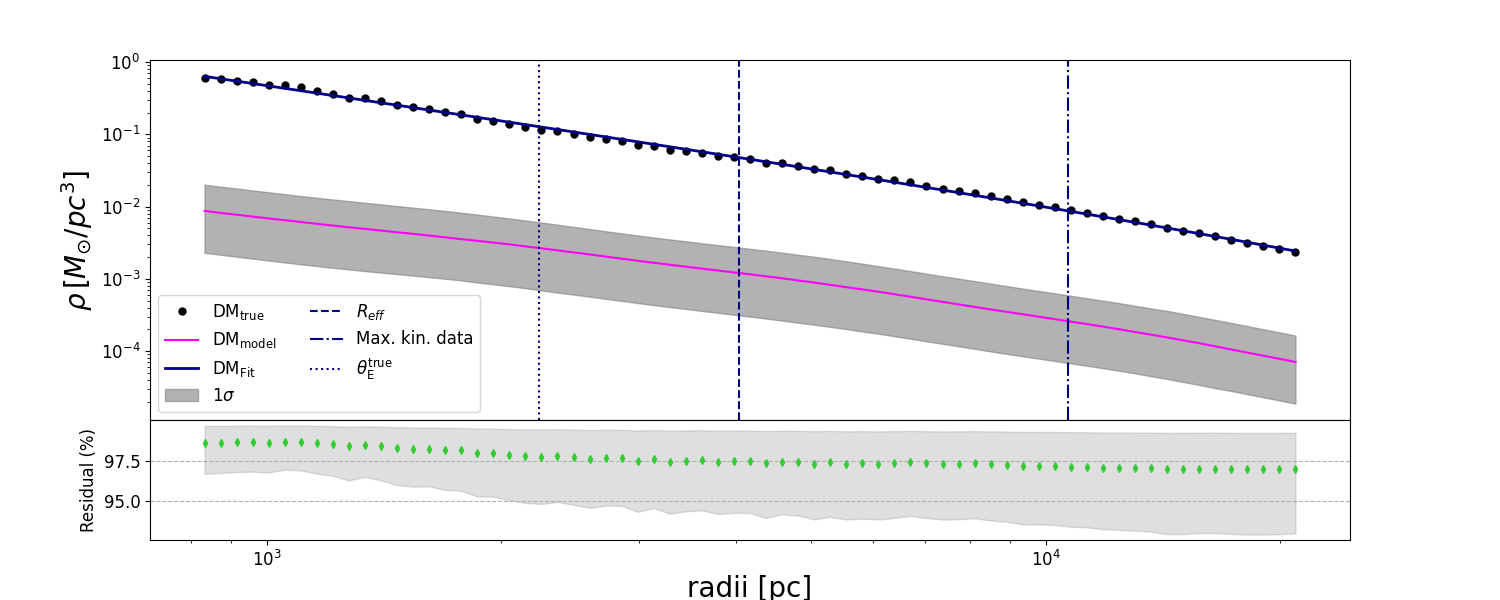 10⁰
10⁻¹
10⁻²
10⁻³
10⁻⁴
ρ [M⊙/pc³]
DM_true
DM_model
DM_Fit
1σ
R_eff
Max. kin. data
θ_E^true
97.5
95.0
Residual (%)
10³
10⁴
radii [pc]